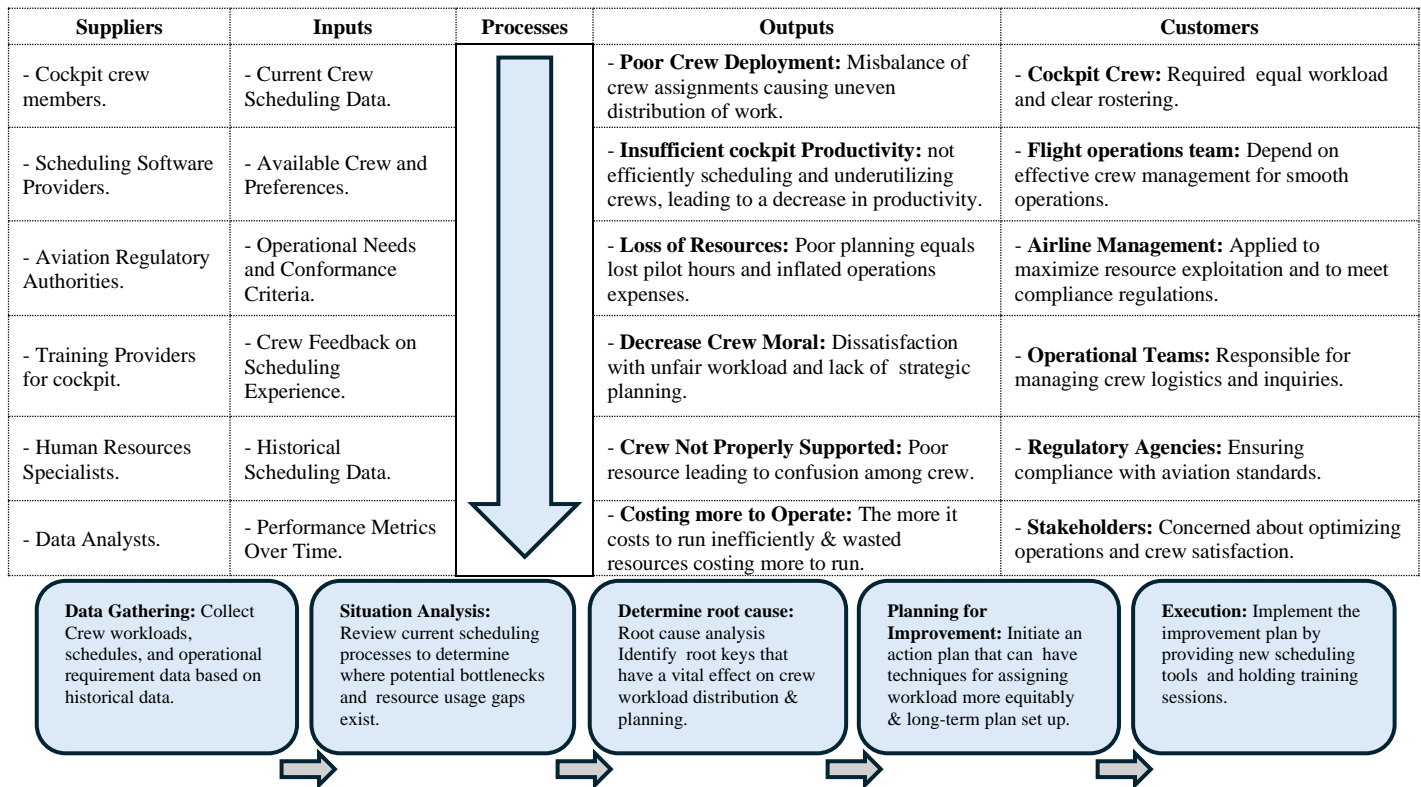 Suppliers
Inputs
Processes
Outputs
Customers
- Cockpit crew
members.
- Current Crew
Scheduling Data.
- Poor Crew Deployment: Misbalance of
crew assignments causing uneven
distribution of work.
- Cockpit Crew: Required equal workload
and clear rostering.
- Scheduling Software
Providers.
- Available Crew and
Preferences.
- Insufficient cockpit Productivity: not
efficiently scheduling and underutilizing
crews, leading to a decrease in productivity.
- Flight operations team: Depend on
effective crew management for smooth
operations.
- Aviation Regulatory
Authorities.
- Operational Needs
and Conformance
Criteria.
- Loss of Resources: Poor planning equals
lost pilot hours and inflated operations
expenses.
- Airline Management: Applied to
maximize resource exploitation and to meet
compliance regulations.
- Training Providers
for cockpit.
- Crew Feedback on
Scheduling
Experience.
- Decrease Crew Moral: Dissatisfaction
with unfair workload and lack of strategic
planning.
- Operational Teams: Responsible for
managing crew logistics and inquiries.
- Human Resources
Specialists.
- Historical
Scheduling Data.
- Crew Not Properly Supported: Poor
resource leading to confusion among crew.
- Regulatory Agencies: Ensuring
compliance with aviation standards.
- Data Analysts.
- Performance Metrics
Over Time.
- Costing more to Operate: The more it
costs to run inefficiently & wasted
resources costing more to run.
- Stakeholders: Concerned about optimizing
operations and crew satisfaction.
Data Gathering: Collect
Crew workloads,
schedules, and operational
requirement data based on
historical data.
Situation Analysis:
Review current scheduling
processes to determine
where potential bottlenecks
and resource usage gaps
exist.
Determine root cause:
Root cause analysis
Identify root keys that
have a vital effect on crew
workload distribution &
planning.
Planning for
Improvement: Initiate an
action plan that can have
techniques for assigning
workload more equitably
& long-term plan set up.
Execution: Implement the
improvement plan by
providing new scheduling
tools and holding training
sessions.